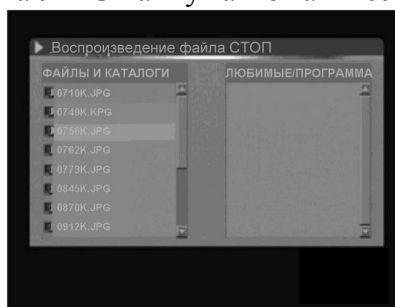 Воспроизведение файла СТОП
ФАЙЛЫ И КАТАЛОГИ
ЛЮБИМЫЕ/ПРОГРАММА
0710K.JPG
0749K.KPG
0756K.JPG
0762K.JPG
0773K.JPG
0845K.JPG
0870K.JPG
0912K.JPG